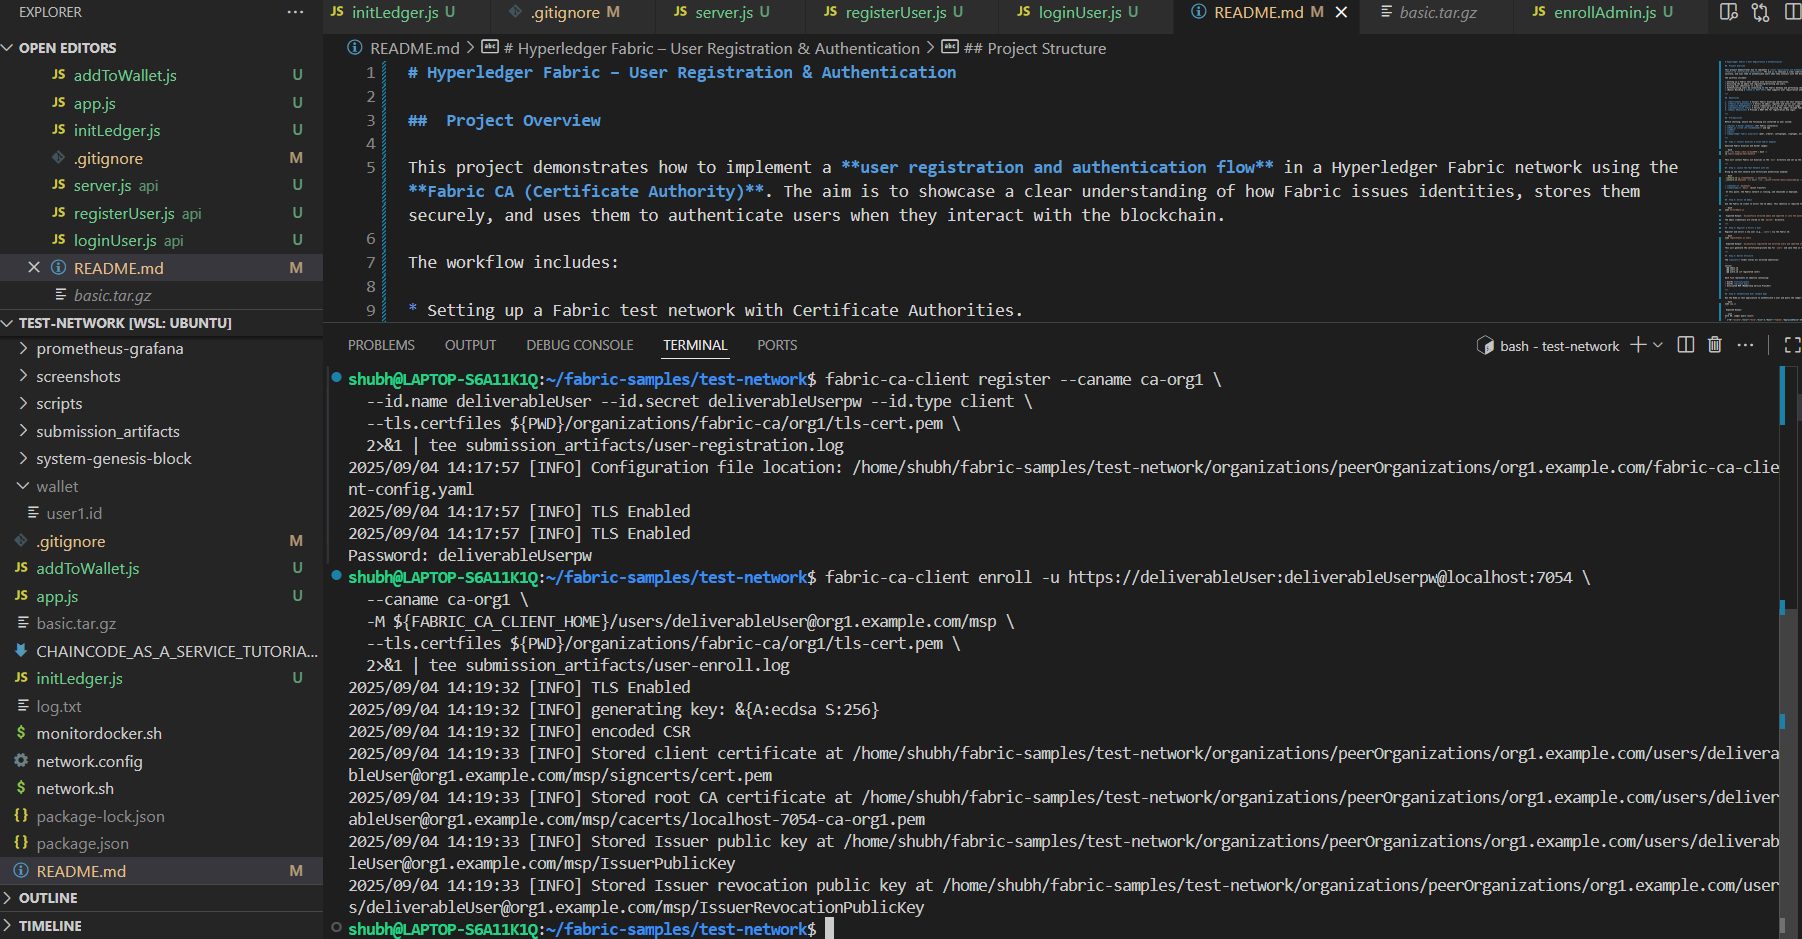 EXPLORER
OPEN EDITORS
JS addToWallet.js U
JS app.js U
JS initLedger.js U
.gitignore M
JS server.js api U
JS registerUser.js api U
JS loginUser.js api U
README.md M
basic.tar.gz
TEST-NETWORK [WSL: UBUNTU]
prometheus-grafana
screenshots
scripts
submission_artifacts
system-genesis-block
wallet
user1.id
.gitignore M
JS addToWallet.js U
JS app.js U
basic.tar.gz
CHAINCODE_AS_A_SERVICE_TUTORIA...
JS initLedger.js U
log.txt
$ monitordocker.sh
network.config
$ network.sh
{} package-lock.json
{} package.json
README.md M
OUTLINE
TIMELINE
JS initLedger.js U .gitignore M JS server.js U JS registerUser.js U JS loginUser.js U README.md M basic.tar.gz JS enrollAdmin.js U
README.md > # Hyperledger Fabric – User Registration & Authentication > ## Project Structure
1 # Hyperledger Fabric – User Registration & Authentication
2
3 ##  Project Overview
4
5 This project demonstrates how to implement a **user registration and authentication flow** in a Hyperledger Fabric network using the
**Fabric CA (Certificate Authority)**. The aim is to showcase a clear understanding of how Fabric issues identities, stores them
securely, and uses them to authenticate users when they interact with the blockchain.
6
7 The workflow includes:
8
9 * Setting up a Fabric test network with Certificate Authorities.
PROBLEMS OUTPUT DEBUG CONSOLE TERMINAL PORTS bash - test-network
shubh@LAPTOP-S6A11K1Q:~/fabric-samples/test-network$ fabric-ca-client register --caname ca-org1 \
--id.name deliverableUser --id.secret deliverableUserpw --id.type client \
--tls.certfiles ${PWD}/organizations/fabric-ca/org1/tls-cert.pem \
2>&1 | tee submission_artifacts/user-registration.log
2025/09/04 14:17:57 [INFO] Configuration file location: /home/shubh/fabric-samples/test-network/organizations/peerOrganizations/org1.example.com/fabric-ca-clie
nt-config.yaml
2025/09/04 14:17:57 [INFO] TLS Enabled
2025/09/04 14:17:57 [INFO] TLS Enabled
Password: deliverableUserpw
shubh@LAPTOP-S6A11K1Q:~/fabric-samples/test-network$ fabric-ca-client enroll -u https://deliverableUser:deliverableUserpw@localhost:7054 \
--caname ca-org1 \
-M ${FABRIC_CA_CLIENT_HOME}/users/deliverableUser@org1.example.com/msp \
--tls.certfiles ${PWD}/organizations/fabric-ca/org1/tls-cert.pem \
2>&1 | tee submission_artifacts/user-enroll.log
2025/09/04 14:19:32 [INFO] TLS Enabled
2025/09/04 14:19:32 [INFO] generating key: &{A:ecdsa S:256}
2025/09/04 14:19:32 [INFO] encoded CSR
2025/09/04 14:19:33 [INFO] Stored client certificate at /home/shubh/fabric-samples/test-network/organizations/peerOrganizations/org1.example.com/users/delivera
bleUser@org1.example.com/msp/signcerts/cert.pem
2025/09/04 14:19:33 [INFO] Stored root CA certificate at /home/shubh/fabric-samples/test-network/organizations/peerOrganizations/org1.example.com/users/deliver
ableUser@org1.example.com/msp/cacerts/localhost-7054-ca-org1.pem
2025/09/04 14:19:33 [INFO] Stored Issuer public key at /home/shubh/fabric-samples/test-network/organizations/peerOrganizations/org1.example.com/users/deliverab
leUser@org1.example.com/msp/IssuerPublicKey
2025/09/04 14:19:33 [INFO] Stored Issuer revocation public key at /home/shubh/fabric-samples/test-network/organizations/peerOrganizations/org1.example.com/user
s/deliverableUser@org1.example.com/msp/IssuerRevocationPublicKey
shubh@LAPTOP-S6A11K1Q:~/fabric-samples/test-network$